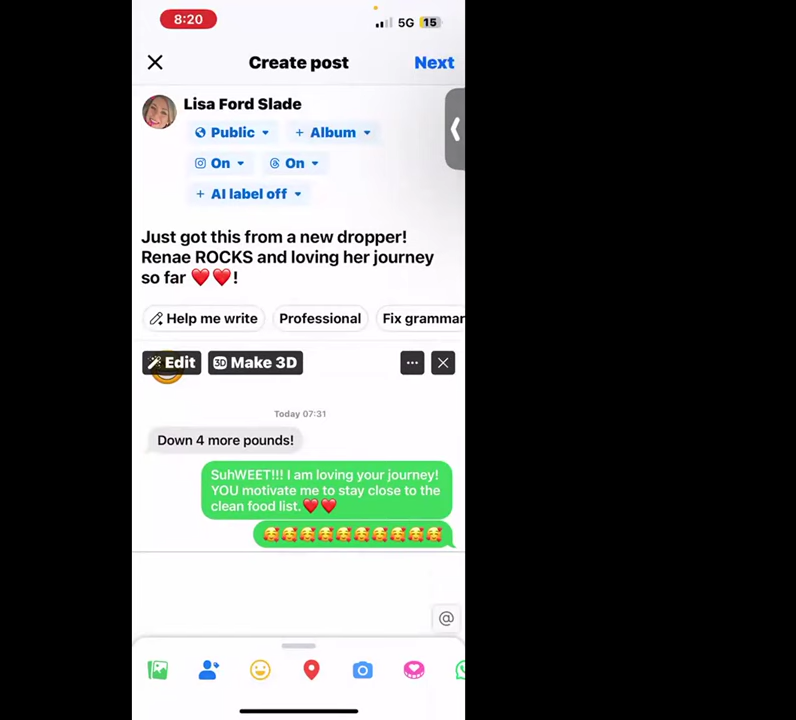 8:20
5G 15
Create post
Next
Lisa Ford Slade
Public
+ Album
On
On
+ AI label off
Just got this from a new dropper!
Renae ROCKS and loving her journey
so far ❤️❤️!
Help me write
Professional
Fix grammar
Edit
3D Make 3D
Today 07:31
Down 4 more pounds!
SuhWEET!!! I am loving your journey!
YOU motivate me to stay close to the
clean food list.❤️❤️
🥰🥰🥰🥰🥰🥰🥰🥰🥰🥰
@